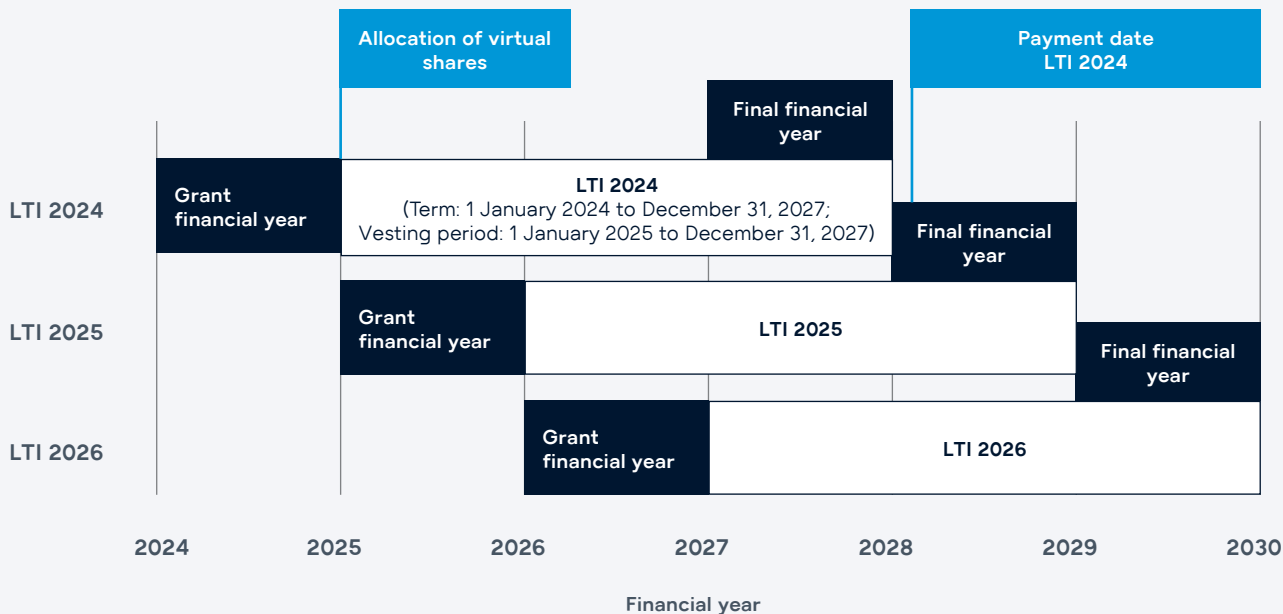 Allocation of virtual
shares
Payment date
LTI 2024
Final financial
year
LTI 2024
Grant
financial year
LTI 2024
(Term: 1 January 2024 to December 31, 2027;
Vesting period: 1 January 2025 to December 31, 2027)
Final financial
year
LTI 2025
Grant
financial year
LTI 2025
Final financial
year
LTI 2026
Grant
financial year
LTI 2026
2024
2025
2026
2027
2028
2029
2030
Financial year